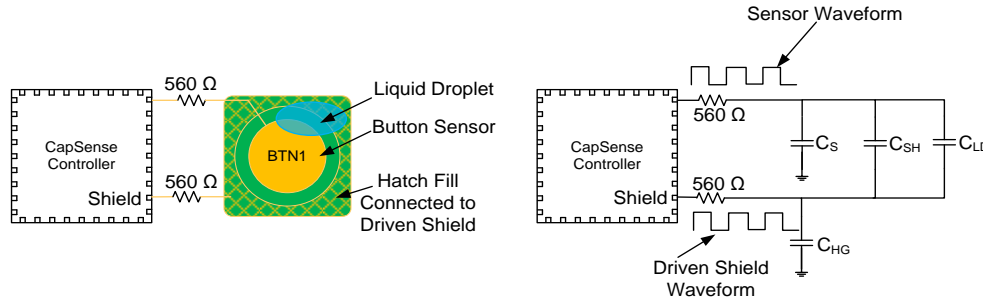 560 Ω
CapSense
Controller
Shield
560 Ω
BTN1
Liquid Droplet
Button Sensor
Hatch Fill
Connected to
Driven Shield
Sensor Waveform
560 Ω
CapSense
Controller
Shield
560 Ω
CS
CSH
CLD
CHG
Driven Shield
Waveform